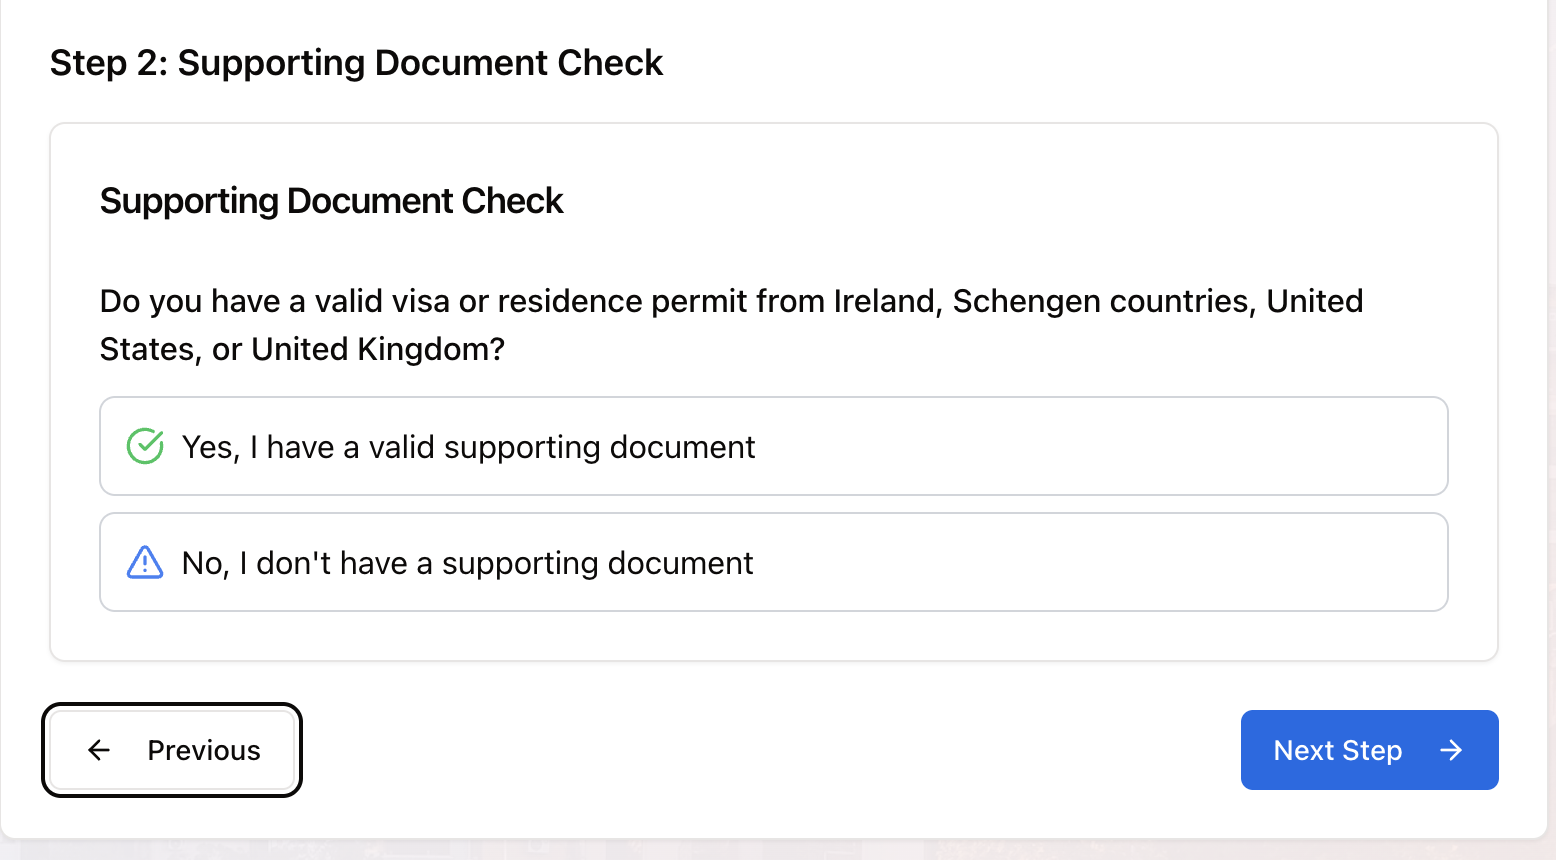 Step 2: Supporting Document Check
Supporting Document Check
Do you have a valid visa or residence permit from Ireland, Schengen countries, United
States, or United Kingdom?
Yes, I have a valid supporting document
No, I don't have a supporting document
Previous
Next Step